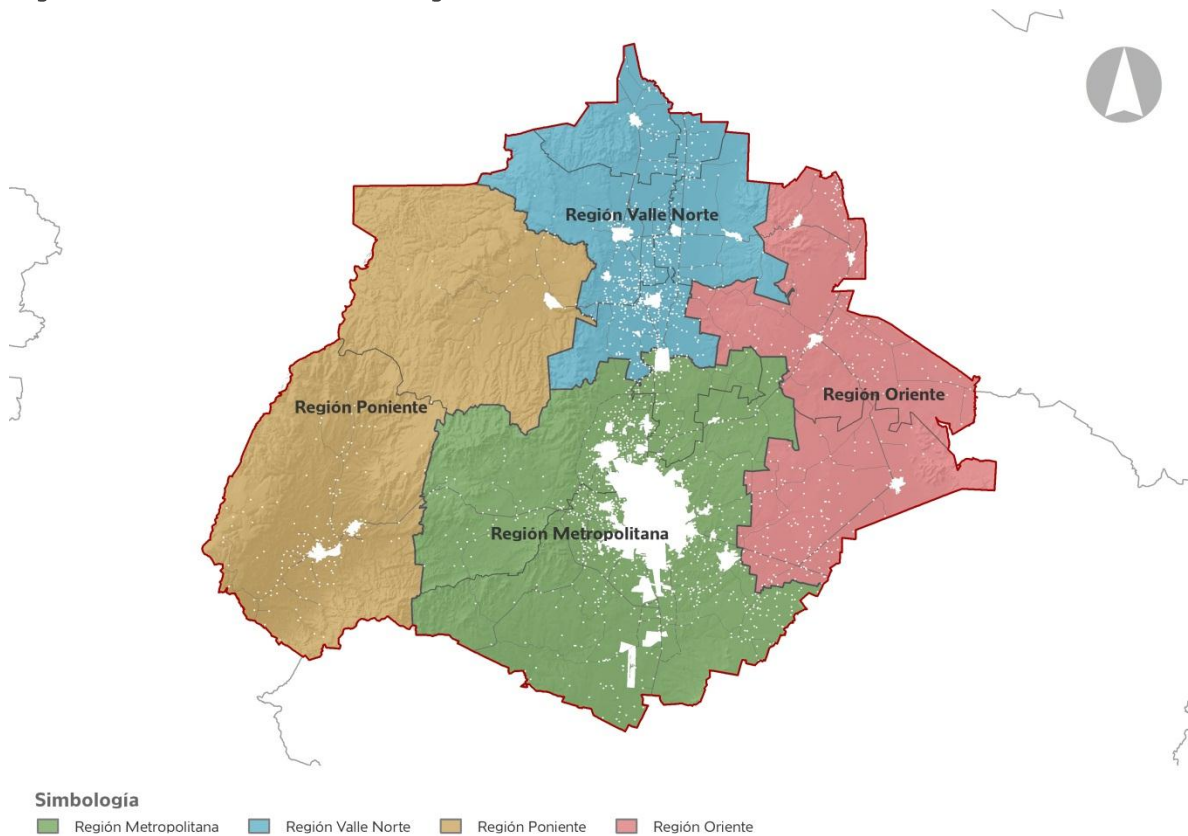 Región Valle Norte
Región Oriente
Región Poniente
Región Metropolitana
Simbología
Región Metropolitana Región Valle Norte Región Poniente Región Oriente